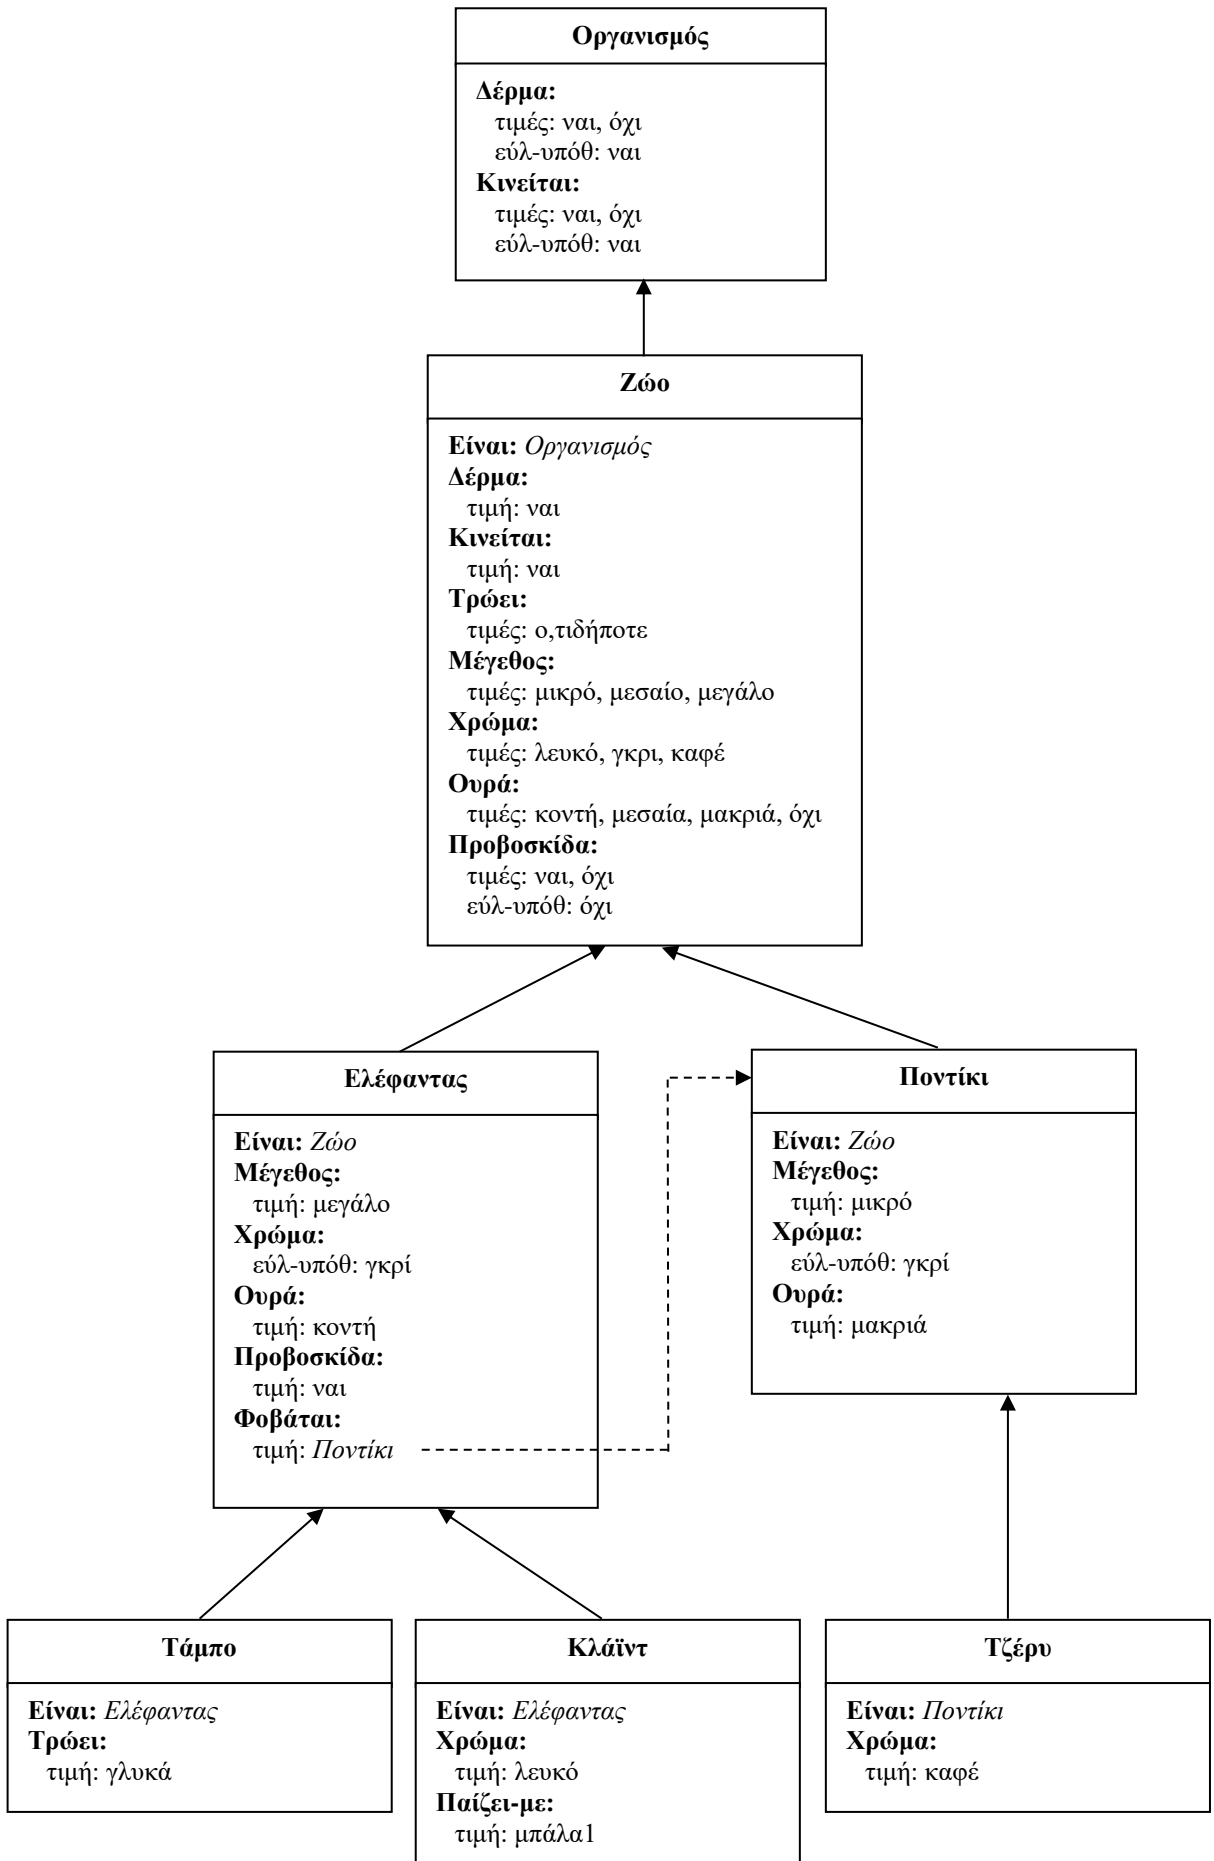 Οργανισμός
Δέρμα:
τιμές: ναι, όχι
εύλ-υπόθ: ναι
Κινείται:
τιμές: ναι, όχι
εύλ-υπόθ: ναι
Ζώο
Είναι: Οργανισμός
Δέρμα:
τιμή: ναι
Κινείται:
τιμή: ναι
Τρώει:
τιμές: ο,τιδήποτε
Μέγεθος:
τιμές: μικρό, μεσαίο, μεγάλο
Χρώμα:
τιμές: λευκό, γκρι, καφέ
Ουρά:
τιμές: κοντή, μεσαία, μακριά, όχι
Προβοσκίδα:
τιμές: ναι, όχι
εύλ-υπόθ: όχι
Ελέφαντας
Είναι: Ζώο
Μέγεθος:
τιμή: μεγάλο
Χρώμα:
εύλ-υπόθ: γκρί
Ουρά:
τιμή: κοντή
Προβοσκίδα:
τιμή: ναι
Φοβάται:
τιμή: Ποντίκι
Ποντίκι
Είναι: Ζώο
Μέγεθος:
τιμή: μικρό
Χρώμα:
εύλ-υπόθ: γκρί
Ουρά:
τιμή: μακριά
Τάμπο
Είναι: Ελέφαντας
Τρώει:
τιμή: γλυκά
Κλάϊντ
Είναι: Ελέφαντας
Χρώμα:
τιμή: λευκό
Παίζει-με:
τιμή: μπάλα1
Τζέρυ
Είναι: Ποντίκι
Χρώμα:
τιμή: καφέ